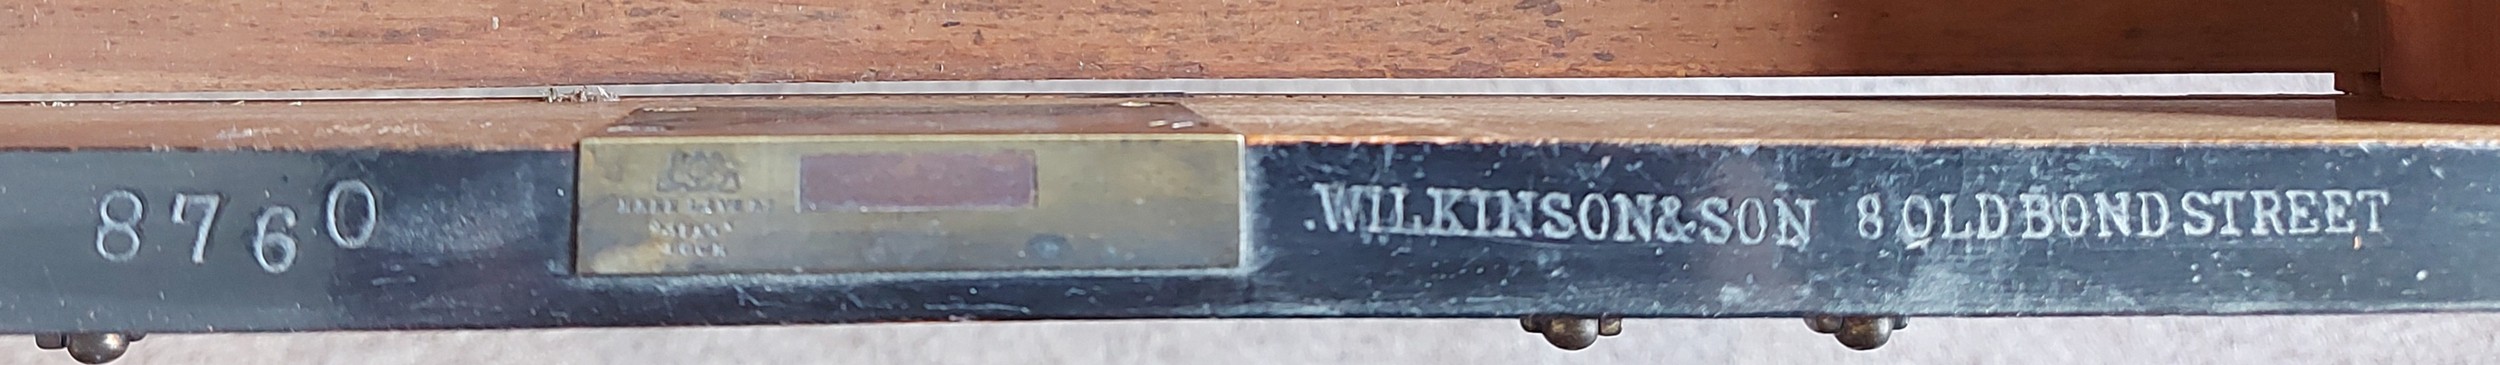 8760
WILKINSON & SON 8 OLD BOND STREET